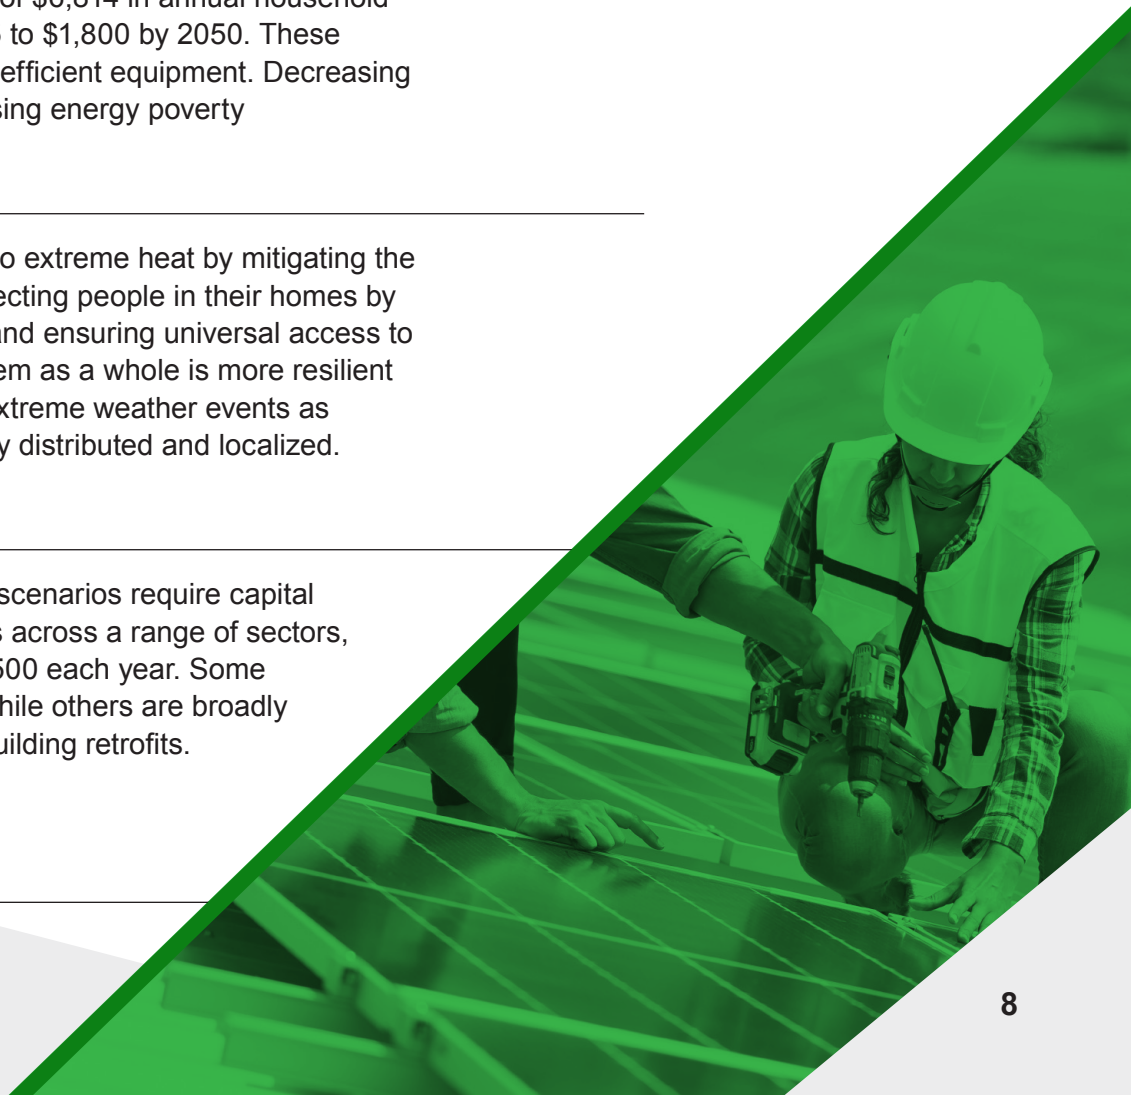 in annual household
to $1,800 by 2050. These
efficient equipment. Decreasing
energy poverty
o extreme heat by mitigating the
ecting people in their homes by
and ensuring universal access to
em as a whole is more resilient
xtreme weather events as
y distributed and localized.
scenarios require capital
s across a range of sectors,
500 each year. Some
hile others are broadly
uilding retrofits.
8